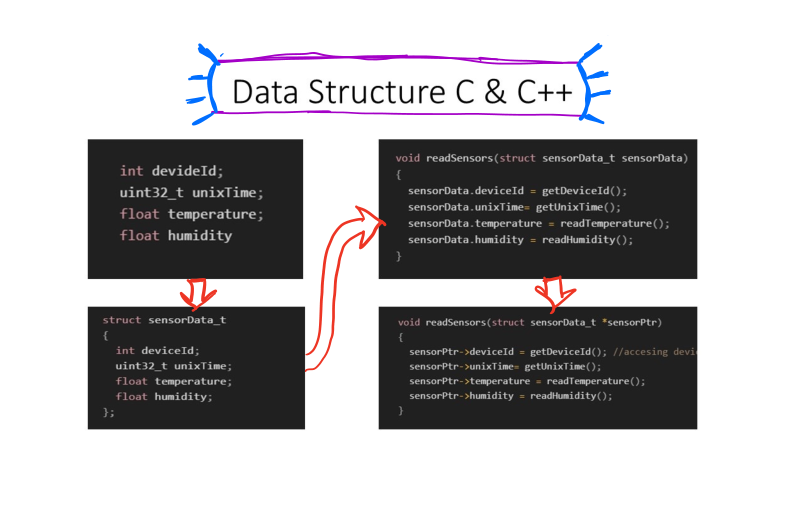 Data Structure C & C++
int devideId;
uint32_t unixTime;
float temperature;
float humidity
struct sensorData_t
{
int deviceId;
uint32_t unixTime;
float temperature;
float humidity;
};
void readSensors(struct sensorData_t sensorData)
{
sensorData.deviceId = getDeviceId();
sensorData.unixTime= getUnixTime();
sensorData.temperature = readTemperature();
sensorData.humidity = readHumidity();
}
void readSensors(struct sensorData_t *sensorPtr)
{
sensorPtr->deviceId = getDeviceId(); //accesing devi
sensorPtr->unixTime= getUnixTime();
sensorPtr->temperature = readTemperature();
sensorPtr->humidity = readHumidity();
}